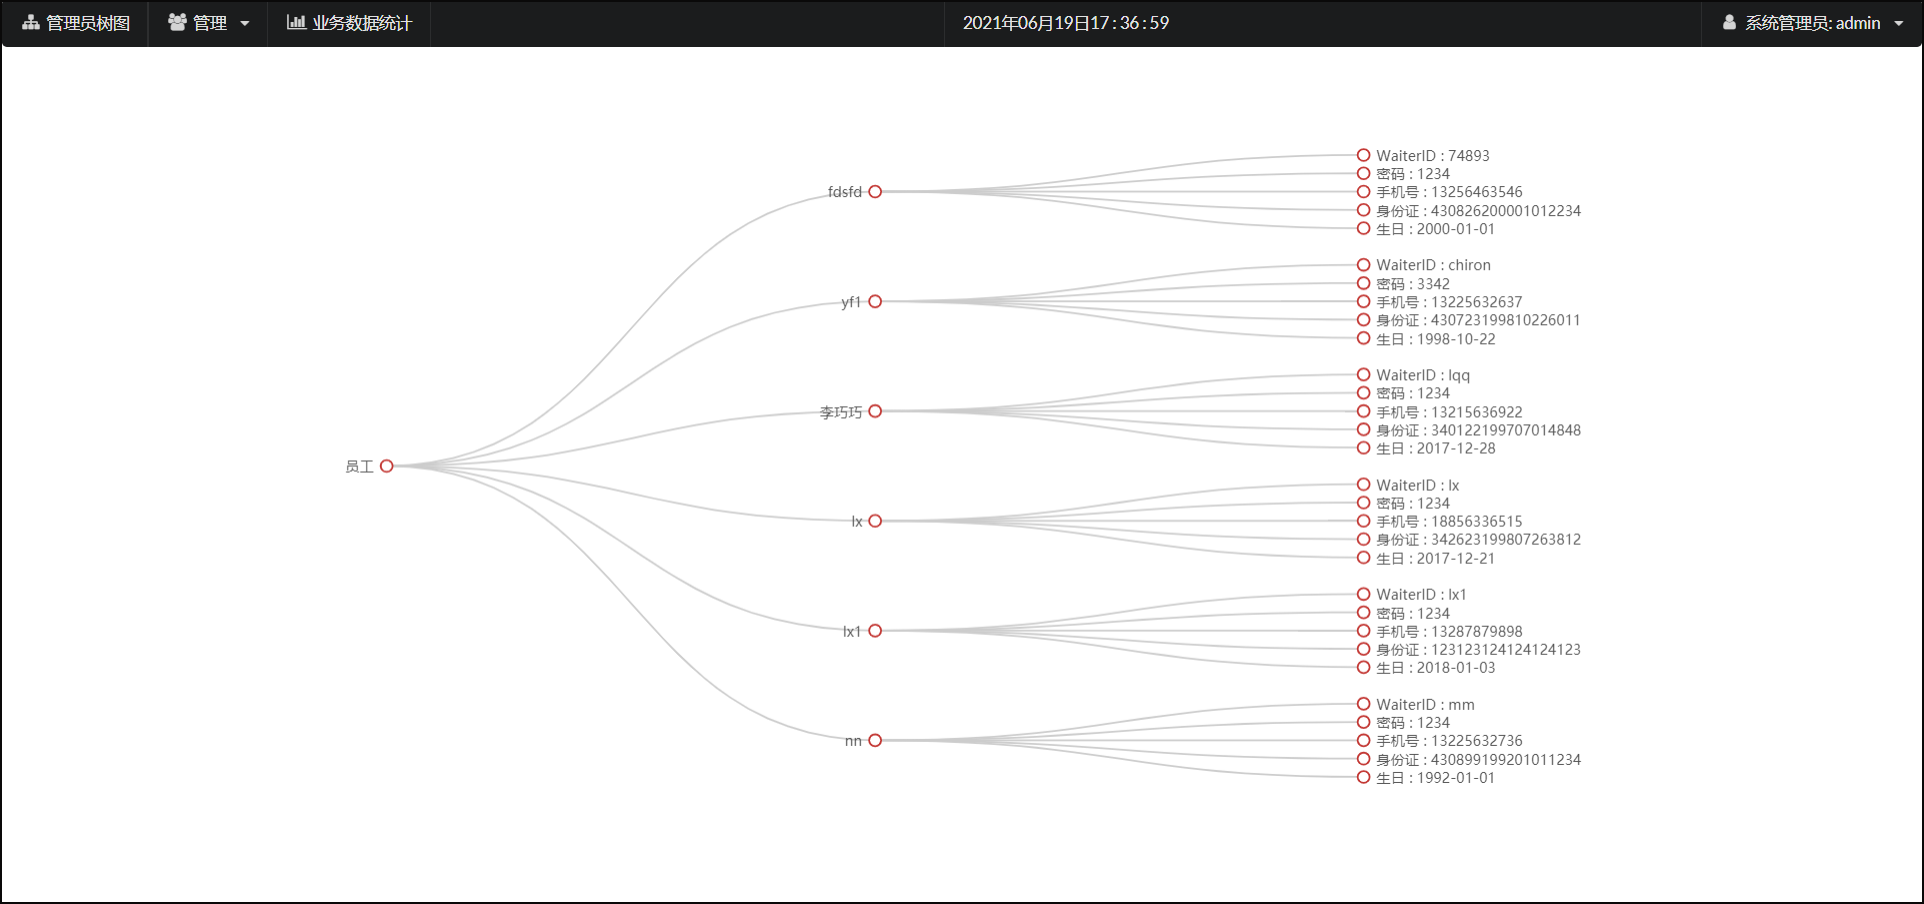 管理员树图 管理 业务数据统计 2021年06月19日17:36:59 系统管理员: admin
员工
fdsfd
WaiterID : 74893
密码 : 1234
手机号 : 13256463546
身份证 : 430826200001012234
生日 : 2000-01-01
yf1
WaiterID : chiron
密码 : 3342
手机号 : 13225632637
身份证 : 430723199810226011
生日 : 1998-10-22
李巧巧
WaiterID : lqq
密码 : 1234
手机号 : 13215636922
身份证 : 340122199707014848
生日 : 2017-12-28
lx
WaiterID : lx
密码 : 1234
手机号 : 18856336515
身份证 : 342623199807263812
生日 : 2017-12-21
lx1
WaiterID : lx1
密码 : 1234
手机号 : 13287879898
身份证 : 123123124124124123
生日 : 2018-01-03
nn
WaiterID : mm
密码 : 1234
手机号 : 13225632736
身份证 : 430899199201011234
生日 : 1992-01-01